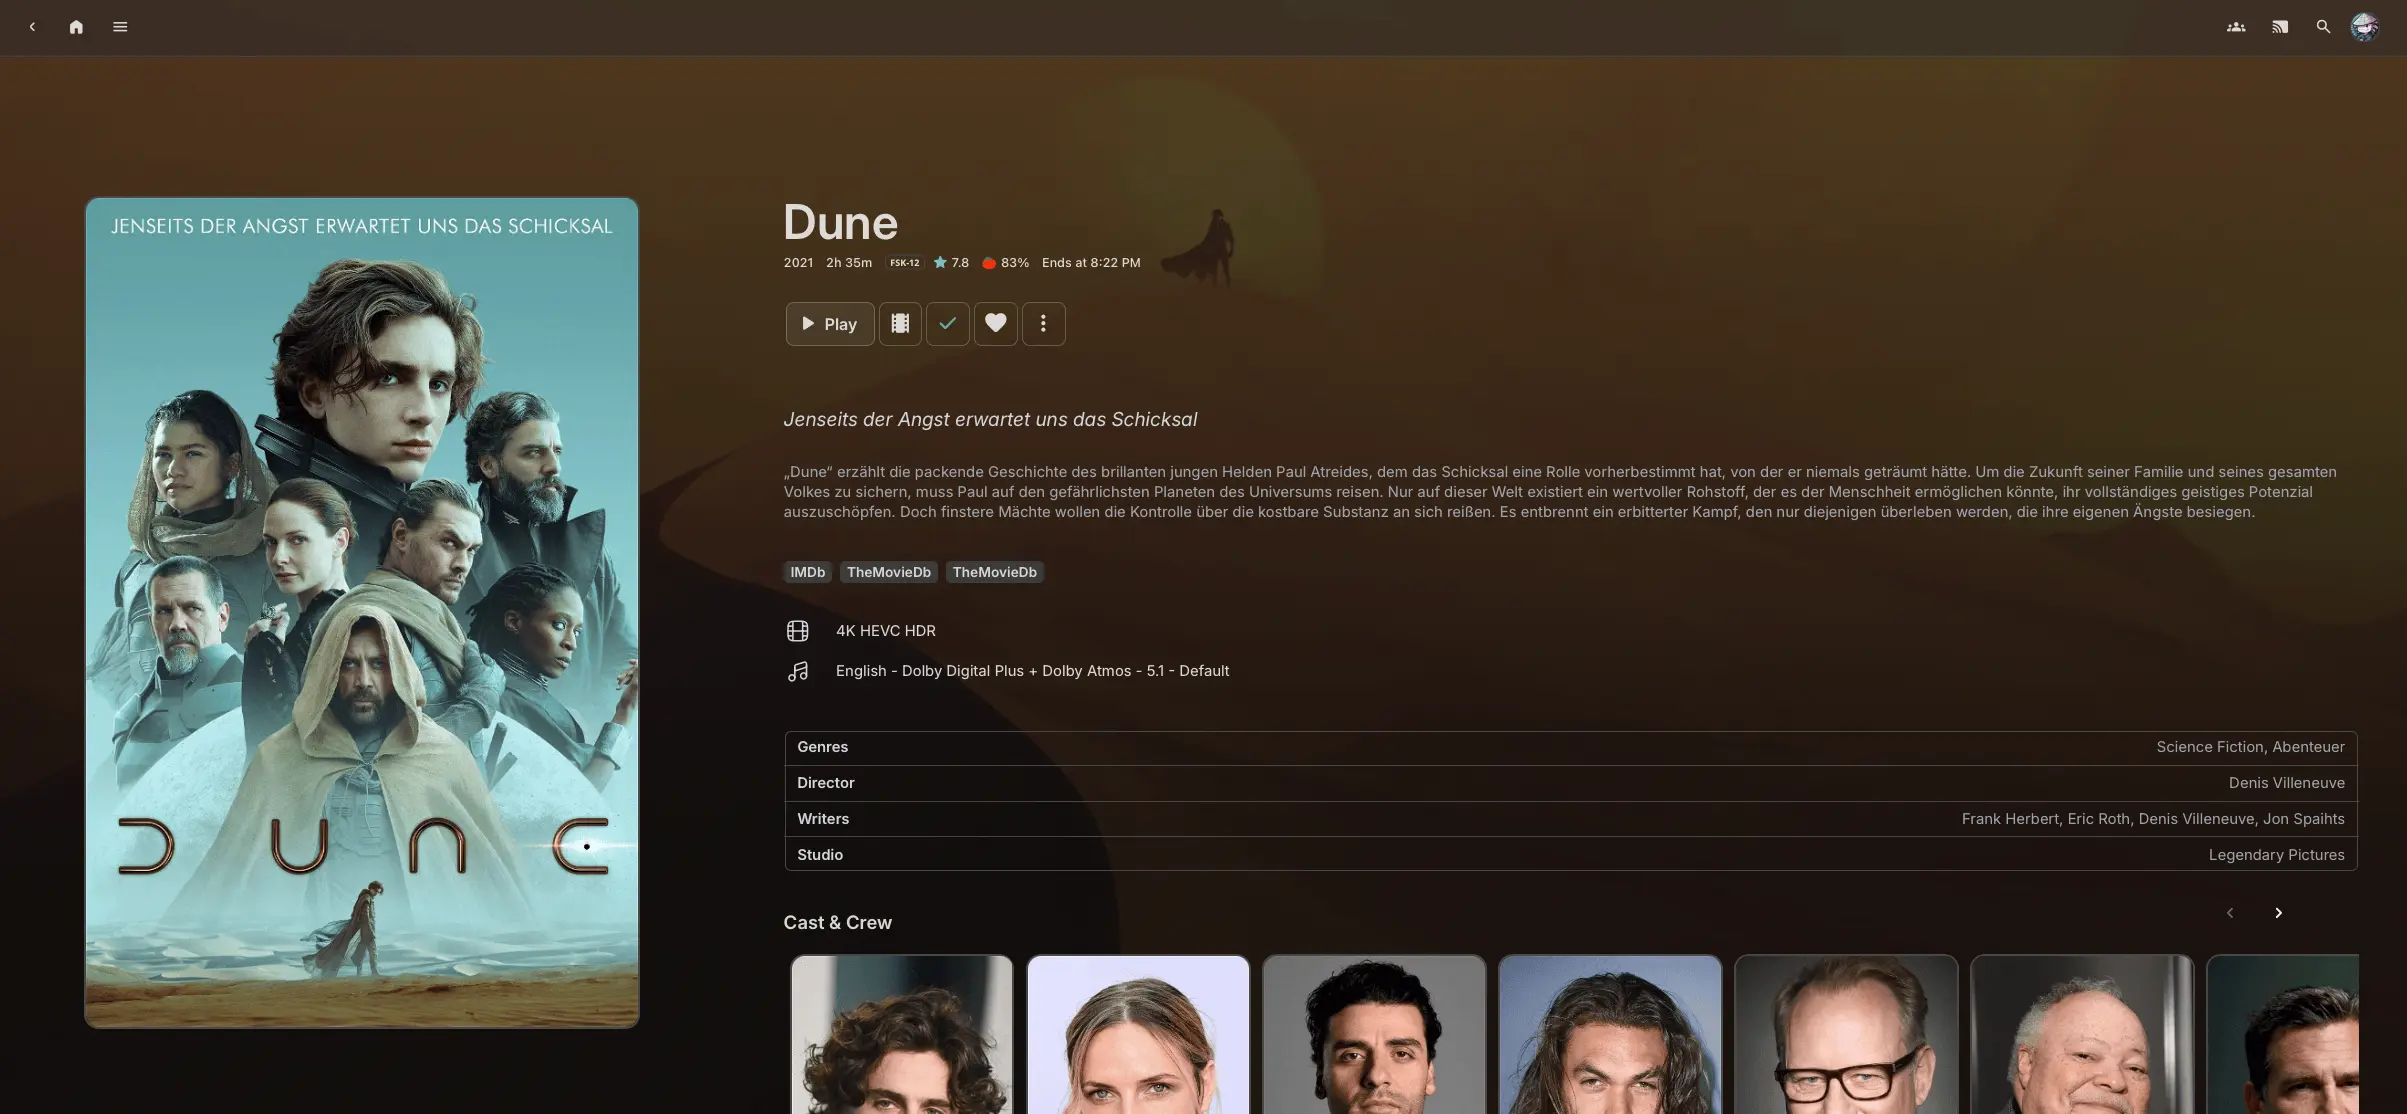 JENSEITS DER ANGST ERWARTET UNS DAS SCHICKSAL
DUNE
Dune
2021 2h 35m FSK-12 7.8 83% Ends at 8:22 PM
Play
Jenseits der Angst erwartet uns das Schicksal
„Dune“ erzählt die packende Geschichte des brillanten jungen Helden Paul Atreides, dem das Schicksal eine Rolle vorherbestimmt hat, von der er niemals geträumt hätte. Um die Zukunft seiner Familie und seines gesamten
Volkes zu sichern, muss Paul auf den gefährlichsten Planeten des Universums reisen. Nur auf dieser Welt existiert ein wertvoller Rohstoff, der es der Menschheit ermöglichen könnte, ihr vollständiges geistiges Potenzial
auszuschöpfen. Doch finstere Mächte wollen die Kontrolle über die kostbare Substanz an sich reißen. Es entbrennt ein erbitterter Kampf, den nur diejenigen überleben werden, die ihre eigenen Ängste besiegen.
IMDb TheMovieDb TheMovieDb
4K HEVC HDR
English - Dolby Digital Plus + Dolby Atmos - 5.1 - Default
Genres Science Fiction, Abenteuer
Director Denis Villeneuve
Writers Frank Herbert, Eric Roth, Denis Villeneuve, Jon Spaihts
Studio Legendary Pictures
Cast & Crew